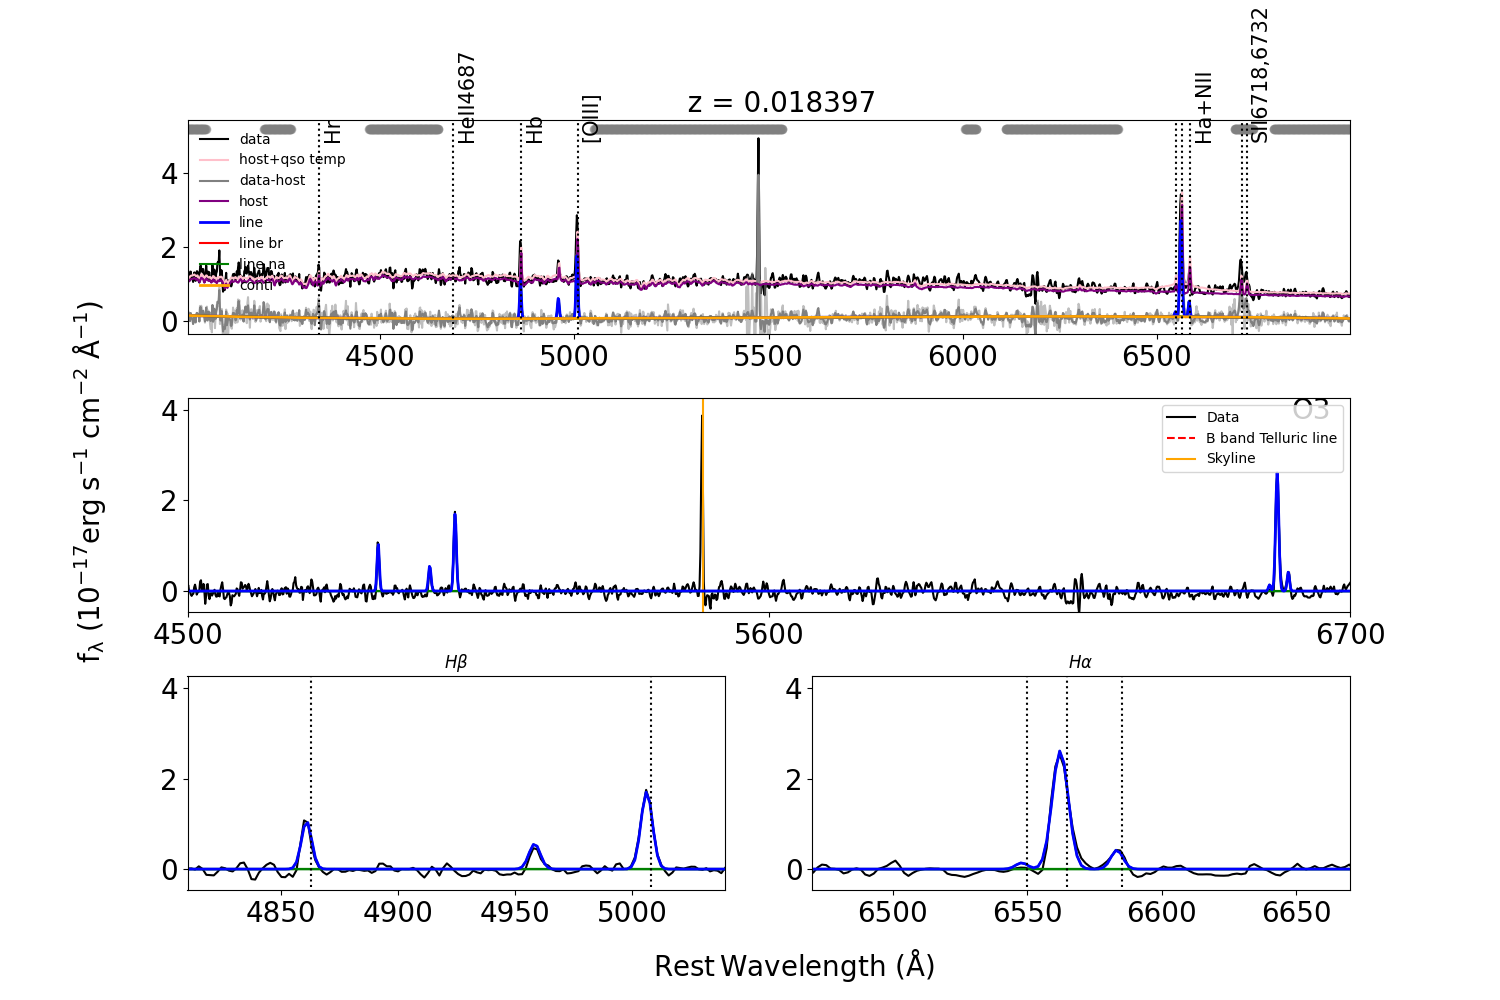 z = 0.018397
Hr
HeII4687
Hb
[OIII]
Ha+NII
SII6718,6732
data
host+qso temp
data-host
host
line
line br
line na
conti
4
2
0
4500
5000
5500
6000
6500
O3
Data
B band Telluric line
Skyline
4
2
0
4500
5600
6700
fλ (10⁻¹⁷erg s⁻¹ cm⁻² Å⁻¹)
Hβ
4
2
0
4850
4900
4950
5000
Hα
4
2
0
6500
6550
6600
6650
Rest Wavelength (Å)